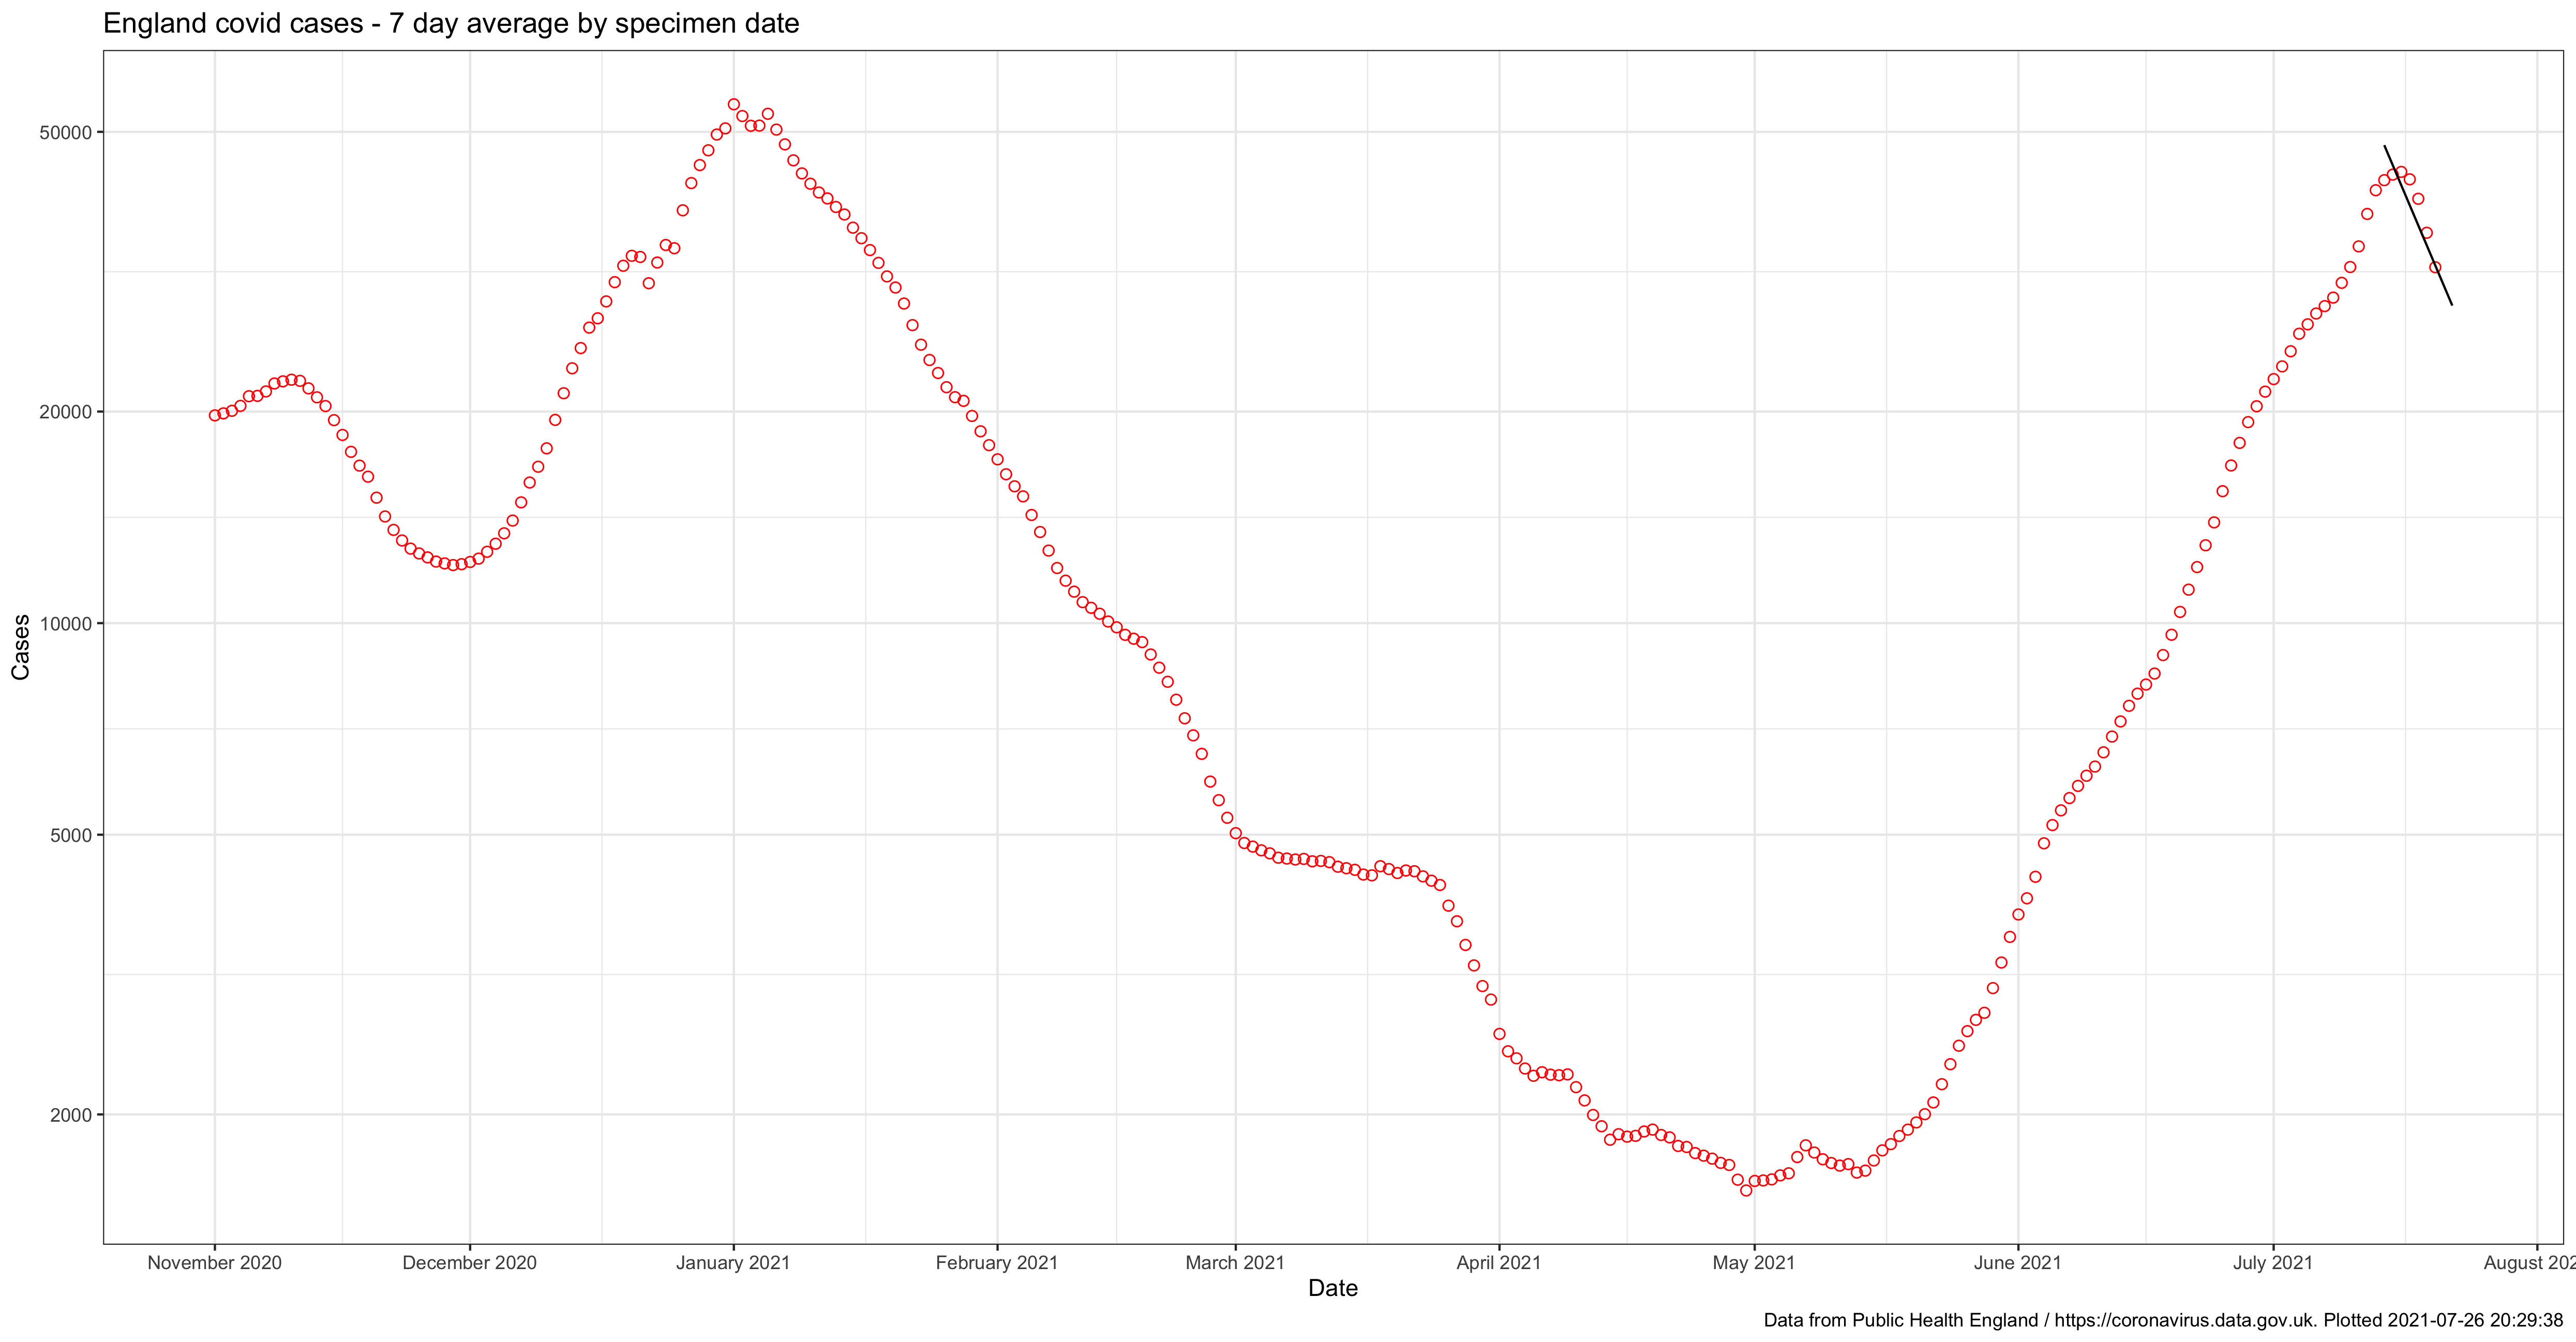 England covid cases - 7 day average by specimen date
50000
20000
10000
5000
2000
Cases
November 2020 December 2020 January 2021 February 2021 March 2021 April 2021 May 2021 June 2021 July 2021 August 202
Date
Data from Public Health England / https://coronavirus.data.gov.uk. Plotted 2021-07-26 20:29:38